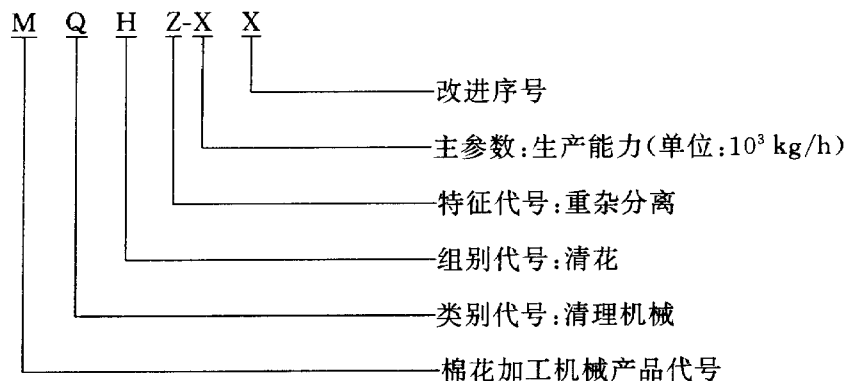 M Q H Z-X X
改进序号
主参数:生产能力(单位:10³ kg/h)
特征代号:重杂分离
组别代号:清花
类别代号:清理机械
棉花加工机械产品代号